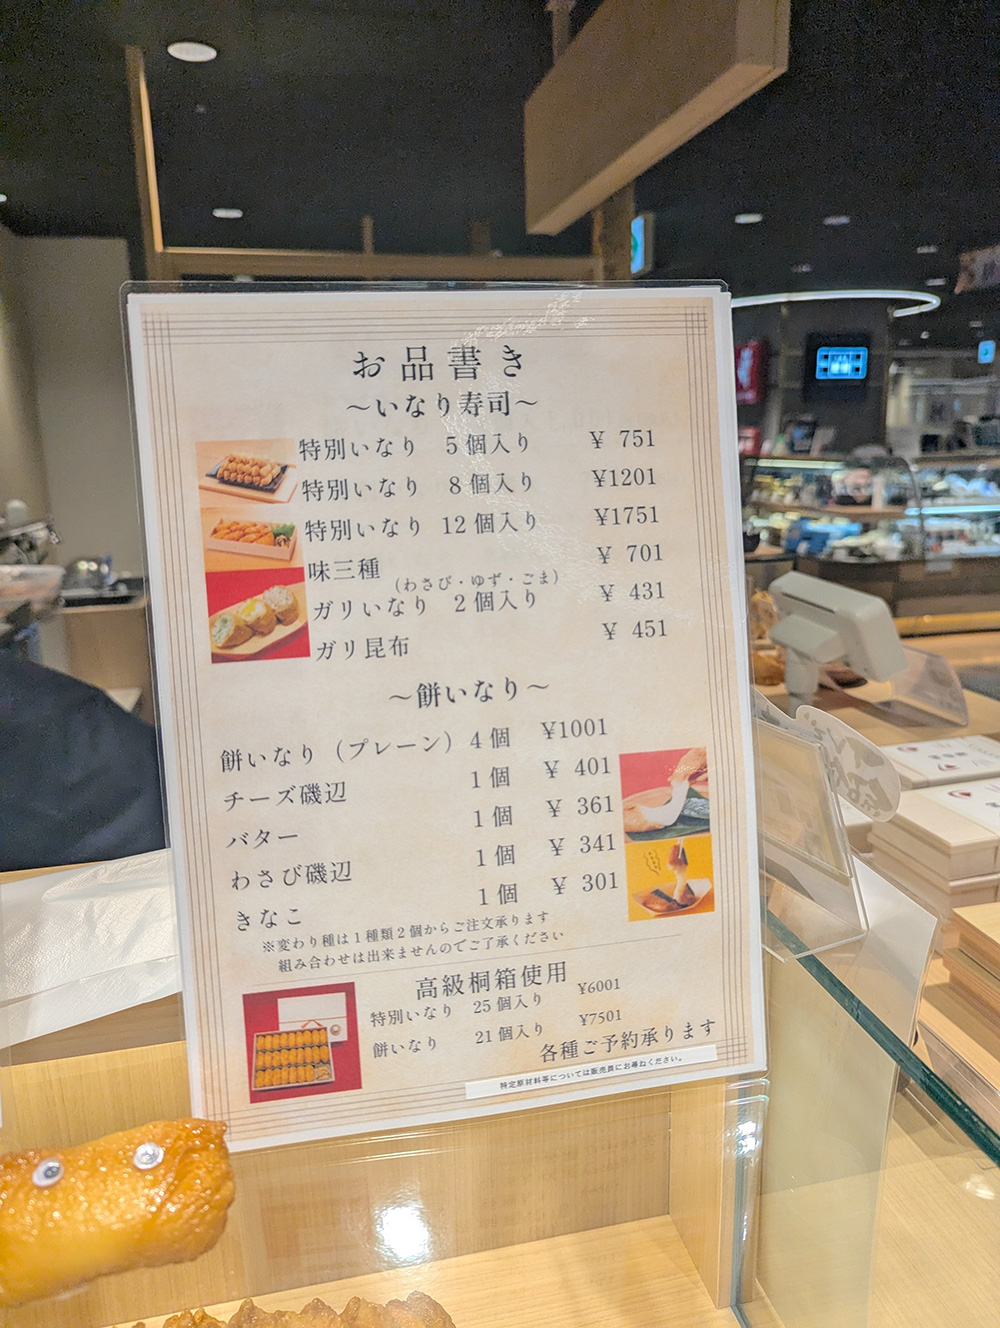 お品書き
～いなり寿司～
特別いなり 5個入り ¥ 751
特別いなり 8個入り ¥1201
特別いなり 12個入り ¥1751
味三種 (わさび・ゆず・ごま) ¥ 701
ガリいなり 2個入り ¥ 431
ガリ昆布 ¥ 451
～餅いなり～
餅いなり（プレーン） 4個 ¥1001
チーズ磯辺 1個 ¥ 401
バター 1個 ¥ 361
わさび磯辺 1個 ¥ 341
きなこ 1個 ¥ 301
※変わり種は1種類2個からご注文承ります
組み合わせは出来ませんのでご了承ください
高級桐箱使用
特別いなり 25個入り ¥6001
餅いなり 21個入り ¥7501
各種ご予約承ります
特定原材料等については販売員にお尋ねください。